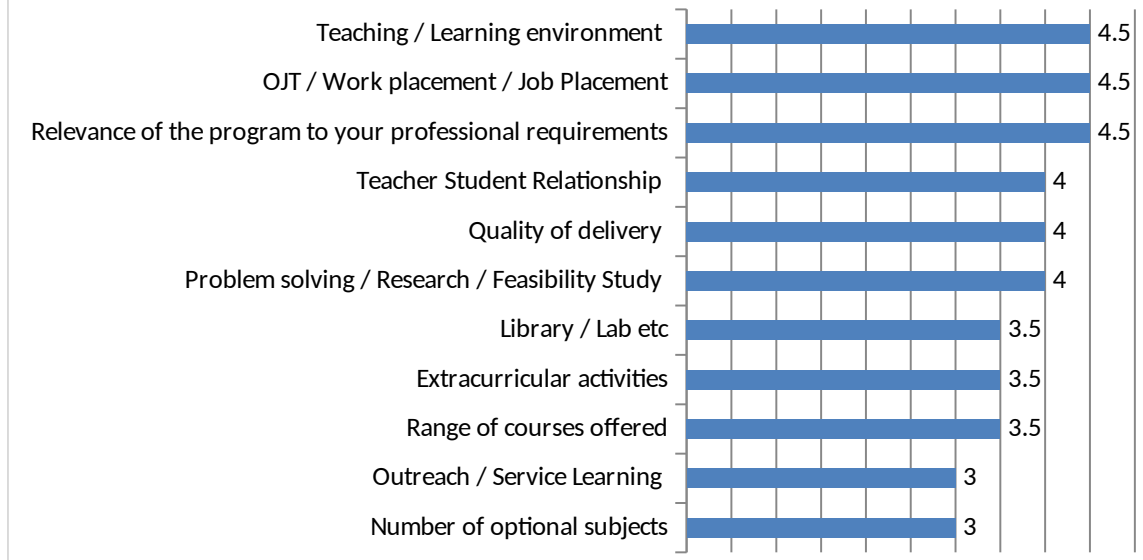 Teaching / Learning environment 4.5
OJT / Work placement / Job Placement 4.5
Relevance of the program to your professional requirements 4.5
Teacher Student Relationship 4
Quality of delivery 4
Problem solving / Research / Feasibility Study 4
Library / Lab etc 3.5
Extracurricular activities 3.5
Range of courses offered 3.5
Outreach / Service Learning 3
Number of optional subjects 3